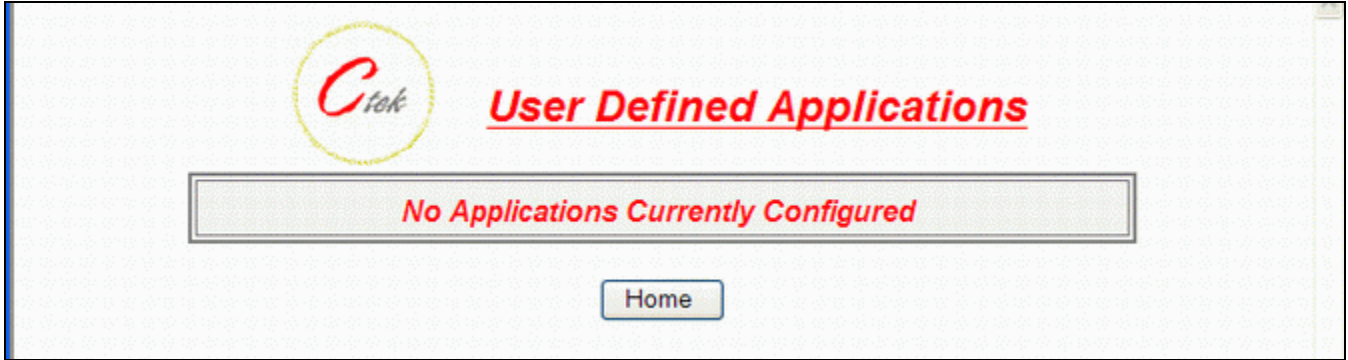 Ctek
User Defined Applications
No Applications Currently Configured
Home